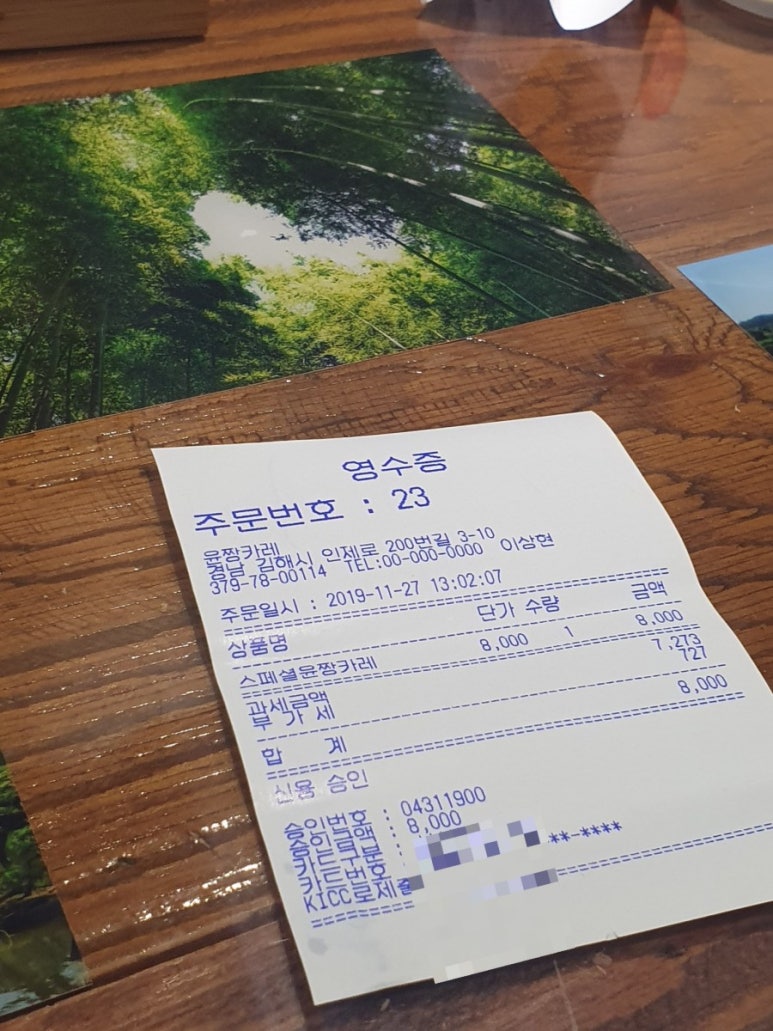 영수증
주문번호 : 23
윤짱카레
경남 김해시 인제로 200번길 3-10
379-78-00114 TEL:00-000-0000 이상현
주문일시 : 2019-11-27 13:02:07
상품명 단가 수량 금액
스페셜윤짱카레 8,000 1 8,000
과세금액 7,273
부 가 세 727
합 계 8,000
신용 승인
승인번호 : 04311900
승인금액 : 8,000
카드구분 :
카드번호 : **-****
KICC로제출